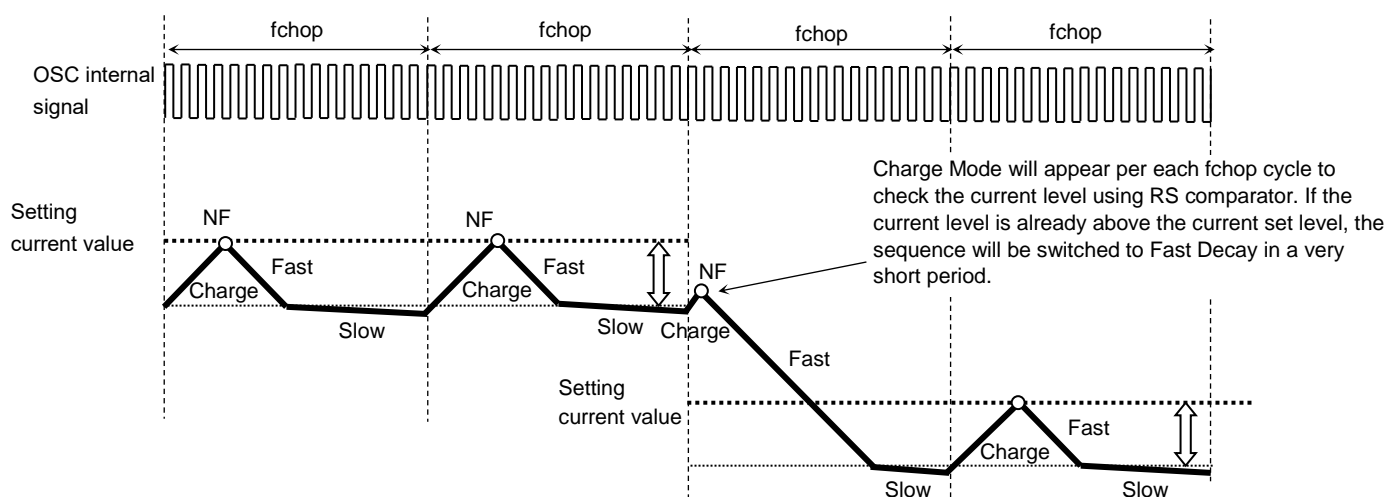 fchop
fchop
fchop
fchop
OSC internal
signal
Charge Mode will appear per each fchop cycle to
check the current level using RS comparator. If the
current level is already above the current set level, the
sequence will be switched to Fast Decay in a very
short period.
Setting
current value
NF
NF
NF
Fast
Fast
Charge
Charge
Slow
Slow
Charge
Fast
Setting
current value
Fast
Charge
Slow
Slow